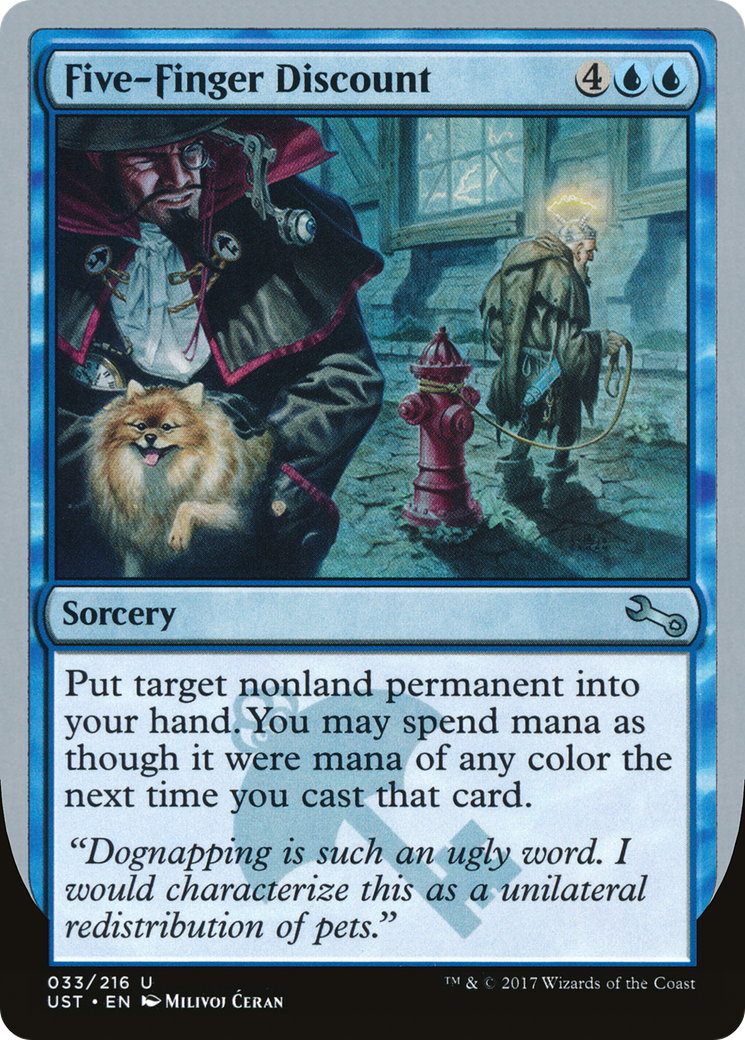 Five-Finger Discount 4
Sorcery
Put target nonland permanent into
your hand. You may spend mana as
though it were mana of any color the
next time you cast that card.
“Dognapping is such an ugly word. I
would characterize this as a unilateral
redistribution of pets.”
033/216 U
™ & © 2017 Wizards of the Coast
UST • EN Milivoj Ćeran